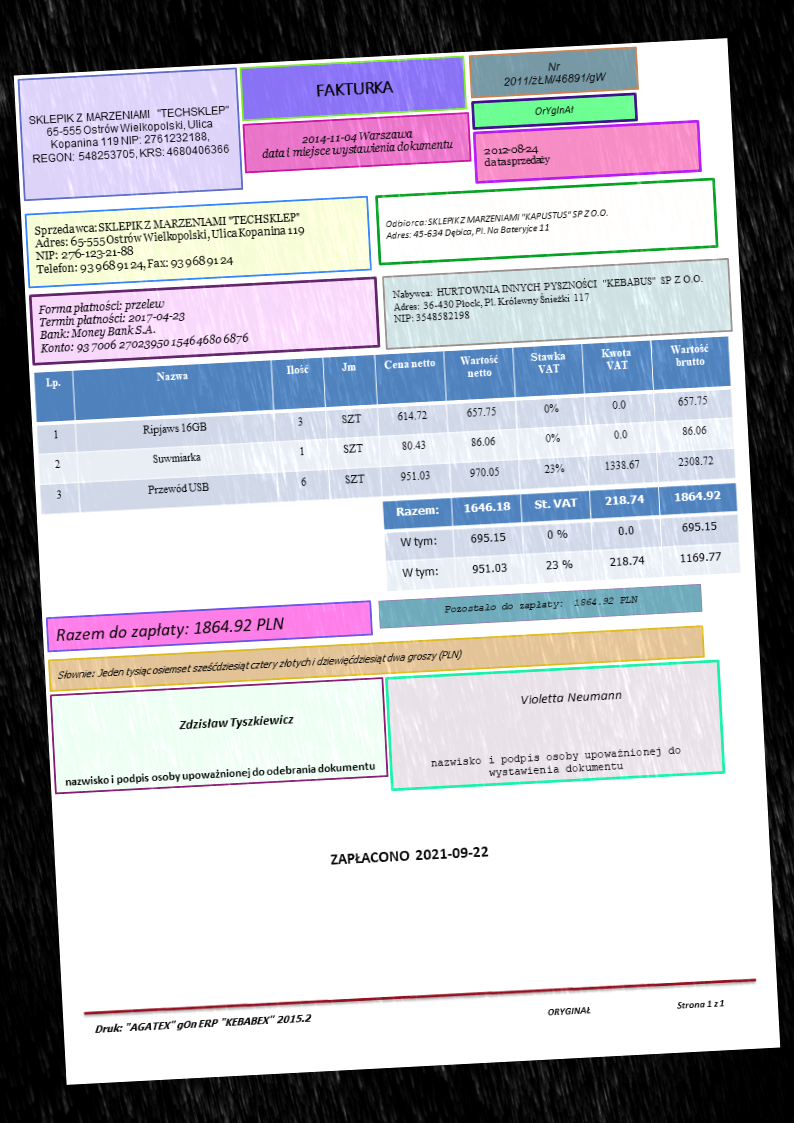 SKLEPIK Z MARZENIAMI "TECHSKLEP"
65-555 Ostrów Wielkopolski, Ulica
Kopanina 119 NIP: 2761232188,
REGON: 548253705, KRS: 4680406366
FAKTURKA
2014-11-04 Warszawa
data i miejsce wystawienia dokumentu
Nr
2011/żŁM/46891/gW
OrYgInAł
2012-08-24
data sprzedaży
Sprzedawca: SKLEPIK Z MARZENIAMI "TECHSKLEP"
Adres: 65-555 Ostrów Wielkopolski, Ulica Kopanina 119
NIP: 276-123-21-88
Telefon: 93 968 91 24, Fax: 93 968 91 24
Odbiorca: SKLEPIK Z MARZENIAMI "KAPUSTUS" SP Z O.O.
Adres: 45-634 Dębica, Pl. Na Bateryjce 11
Forma płatności: przelew
Termin płatności: 2017-04-23
Bank: Money Bank S.A.
Konto: 93 7006 2702 3950 1546 4680 6876
Nabywca: HURTOWNIA INNYCH PYSZNOŚCI "KEBABUS" SP Z O.O.
Adres: 36-430 Płock, Pl. Królewny Śnieżki 117
NIP: 3548582198
Lp. Nazwa Ilość Jm Cena netto Wartość netto Stawka VAT Kwota VAT Wartość brutto
1 Ripjaws 16GB 3 SZT 614.72 657.75 0% 0.0 657.75
2 Suwmiarka 1 SZT 80.43 86.06 0% 0.0 86.06
3 Przewód USB 6 SZT 951.03 970.05 23% 1338.67 2308.72
Razem: 1646.18 St. VAT 218.74 1864.92
W tym: 695.15 0 % 0.0 695.15
W tym: 951.03 23 % 218.74 1169.77
Razem do zapłaty: 1864.92 PLN
Pozostało do zapłaty: 1864.92 PLN
Słownie: Jeden tysiąc osiemset sześćdziesiąt cztery złotych i dziewięćdziesiąt dwa groszy (PLN)
Zdzisław Tyszkiewicz
nazwisko i podpis osoby upoważnionej do odebrania dokumentu
Violetta Neumann
nazwisko i podpis osoby upoważnionej do
wystawienia dokumentu
ZAPŁACONO 2021-09-22
Druk: "AGATEX" gOn ERP "KEBABEX" 2015.2
ORYGINAŁ
Strona 1 z 1